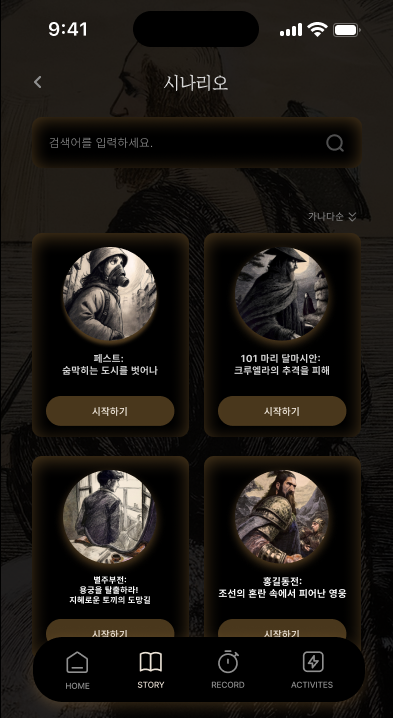 9:41
시나리오
검색어를 입력하세요.
가나다순
페스트:
숨막히는 도시를 벗어나
시작하기
101 마리 달마시안:
크루엘라의 추격을 피해
시작하기
별주부전:
용궁을 탈출하라!
지혜로운 토끼의 도망길
시작하기
홍길동전:
조선의 혼란 속에서 피어난 영웅
시작하기
HOME
STORY
RECORD
ACTIVITES